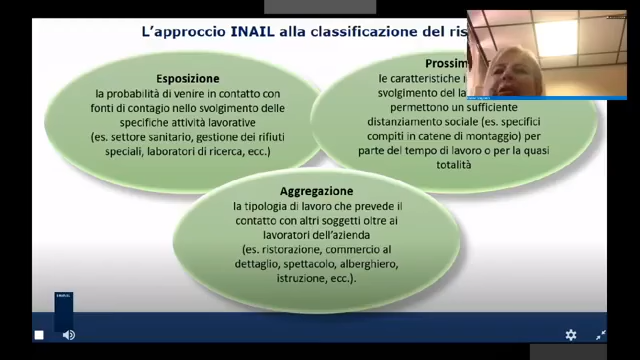 L'approccio INAIL alla classificazione del ris
Esposizione
la probabilità di venire in contatto con
fonti di contagio nello svolgimento delle
specifiche attività lavorative
(es. settore sanitario, gestione dei rifiuti
speciali, laboratori di ricerca, ecc.)
Prossim
le caratteristiche
svolgimento del la
permettono un sufficiente
distanziamento sociale (es. specifici
compiti in catene di montaggio) per
parte del tempo di lavoro o per la quasi
totalità
Aggregazione
la tipologia di lavoro che prevede il
contatto con altri soggetti oltre ai
lavoratori dell'azienda
(es. ristorazione, commercio al
dettaglio, spettacolo, alberghiero,
istruzione, ecc.).